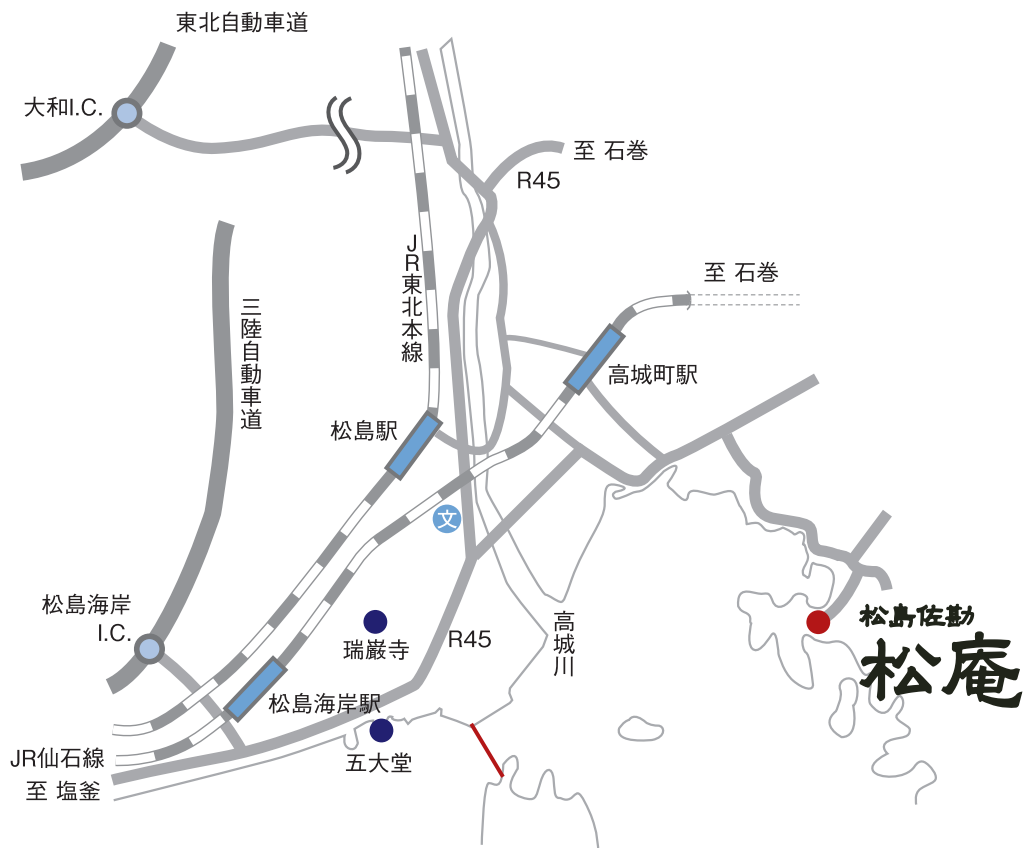 東北自動車道
大和I.C.
至 石巻
R45
JR東北本線
至 石巻
三陸自動車道
高城町駅
松島駅
文
松島海岸
I.C.
瑞巌寺
R45
高城川
松島佐勘
松庵
松島海岸駅
五大堂
JR仙石線
至 塩釜